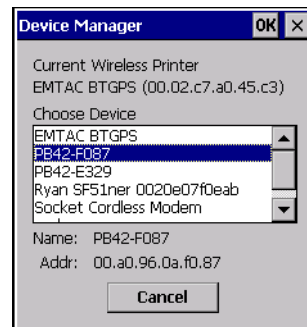 Device Manager OK ×
Current Wireless Printer
EMTAC BTGPS (00.02.c7.a0.45.c3)
Choose Device
EMTAC BTGPS
PB42-F087
PB42-E329
Ryan SF51ner 0020e07f0eab
Socket Cordless Modem
Name: PB42-F087
Addr: 00.a0.96.0a.f0.87
Cancel